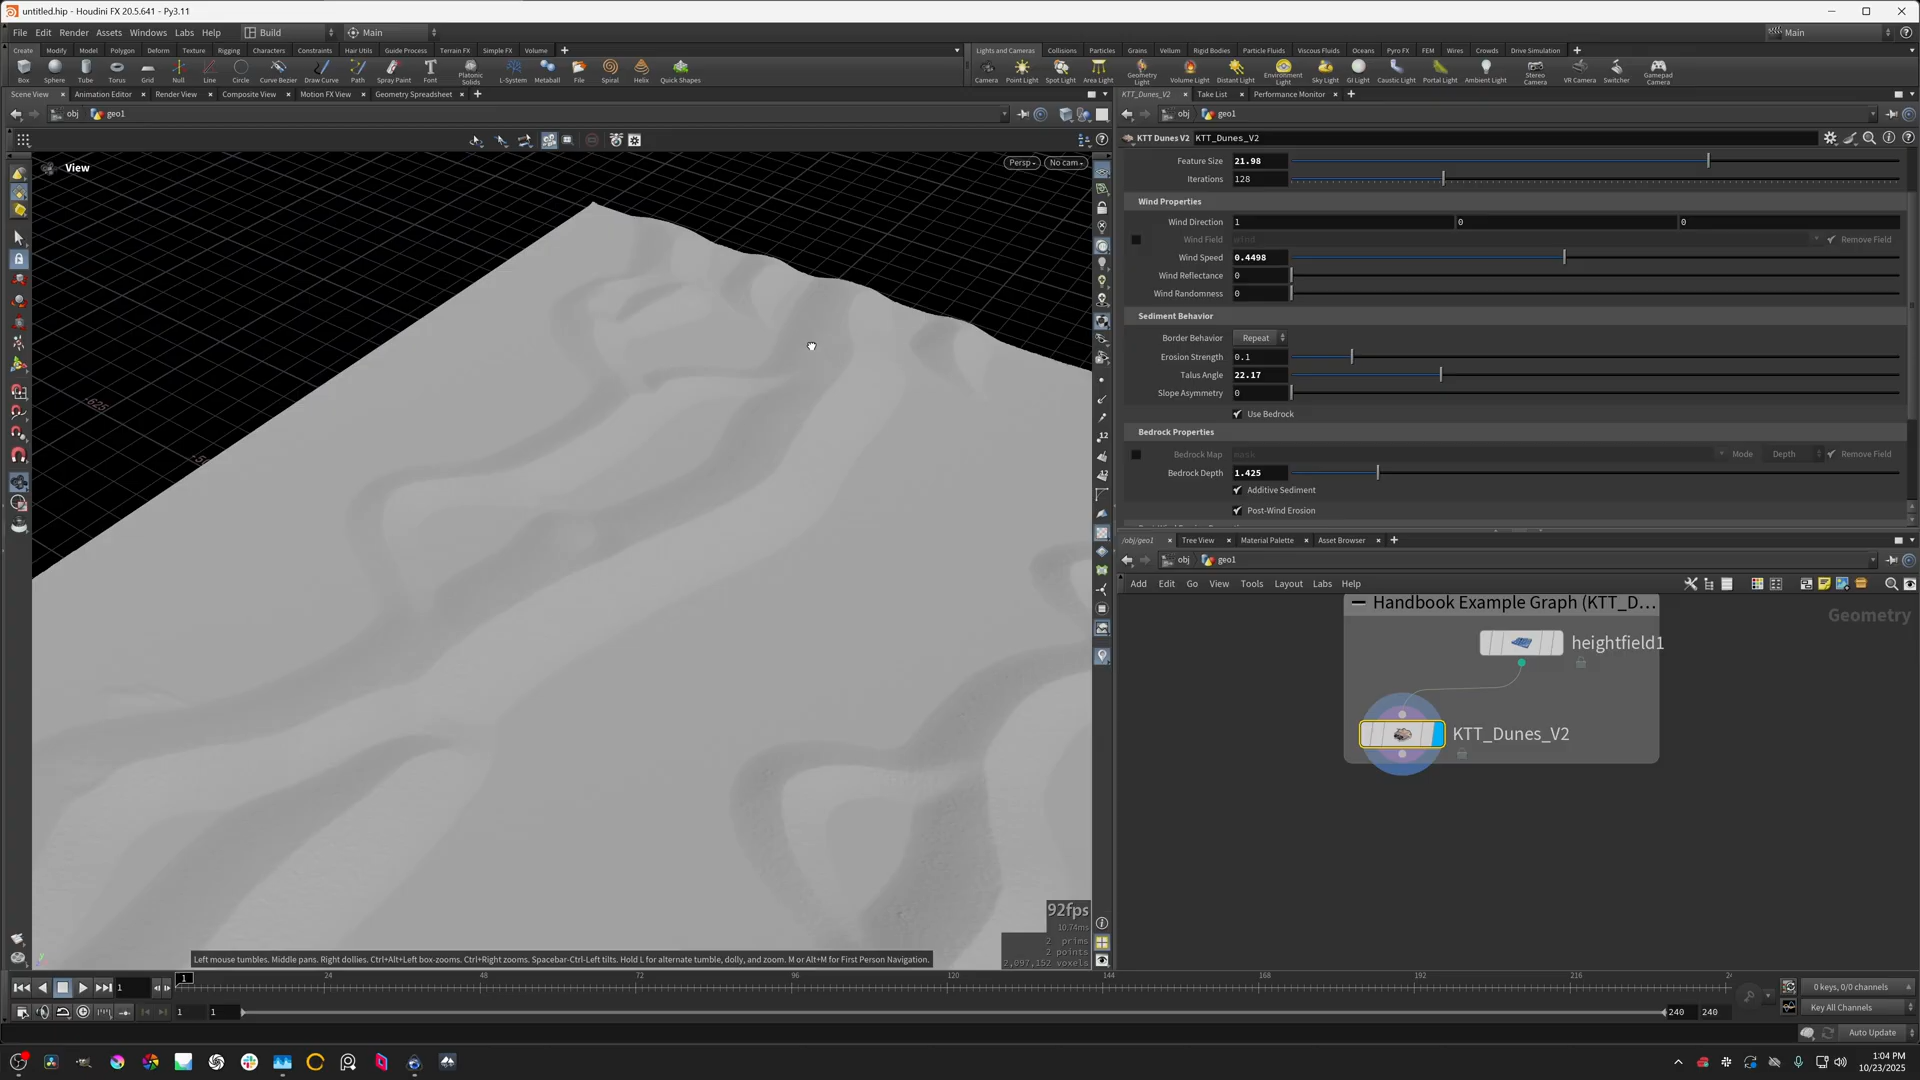 untitled.hip - Houdini FX 20.5.641 - Py3.11
File Edit Render Assets Windows Labs Help Build Main Main
Create Modify Model Polygon Deform Texture Rigging Characters Constraints Hair Utils Guide Process Terrain FX Simple FX Volume
Lights and Cameras Collisions Particles Grains Vellum Rigid Bodies Particle Fluids Viscous Fluids Oceans Pyro FX FEM Wires Crowds Drive Simulation
Box Sphere Tube Torus Grid Null Line Circle Curve Bezier Draw Curve Path Spray Paint Font Platonic Solids L-System Metaball File Spiral Helix Quick Shapes
Camera Point Light Spot Light Area Light Geometry Light Volume Light Distant Light Environment Light Sky Light GI Light Caustic Light Portal Light Ambient Light Stereo Camera VR Camera Switcher Gamepad Camera
Scene View Animation Editor Render View Composite View Motion FX View Geometry Spreadsheet
KTT_Dunes_V2 Take List Performance Monitor
obj geo1
obj geo1
KTT Dunes V2 KTT_Dunes_V2
View
Persp No cam
Feature Size 21.98
Iterations 128
Wind Properties
Wind Direction 1 0 0
Wind Field wind Remove Field
Wind Speed 0.4498
Wind Reflectance 0
Wind Randomness 0
Sediment Behavior
Border Behavior Repeat
Erosion Strength 0.1
Talus Angle 22.17
Slope Asymmetry 0
Use Bedrock
Bedrock Properties
Bedrock Map mask Mode Depth Remove Field
Bedrock Depth 1.425
Additive Sediment
Post-Wind Erosion
/obj/geo1 Tree View Material Palette Asset Browser
obj geo1
Add Edit Go View Tools Layout Labs Help
Handbook Example Graph (KTT_D...
Geometry
heightfield1
KTT_Dunes_V2
-625
92fps
10.74ms
2 prims
2 points
2,097,152 voxels
Left mouse tumbles. Middle pans. Right dollies. Ctrl+Alt+Left box-zooms. Ctrl+Right zooms. Spacebar-Ctrl-Left tilts. Hold L for alternate tumble, dolly, and zoom. M or Alt+M for First Person Navigation.
1 1 24 48 72 96 120 144 168 192 216
0 keys, 0/0 channels
1 1 240 240
Key All Channels
Auto Update
1:04 PM
10/23/2025